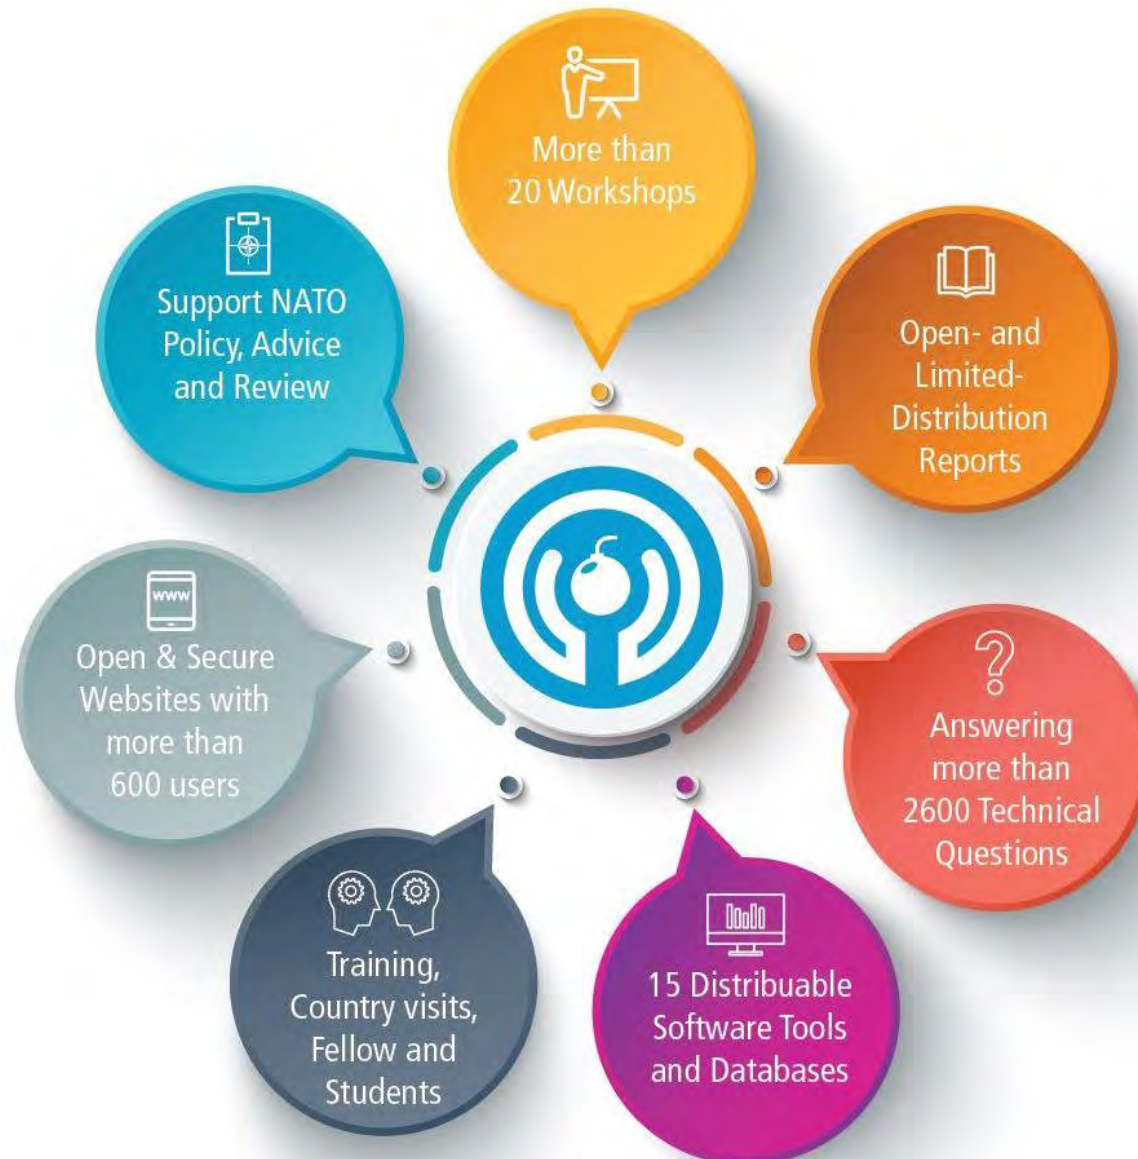 More than
20 Workshops
Open- and
Limited-
Distribution
Reports
Answering
more than
2600 Technical
Questions
15 Distribuable
Software Tools
and Databases
Training,
Country visits,
Fellow and
Students
www
Open & Secure
Websites with
more than
600 users
Support NATO
Policy, Advice
and Review